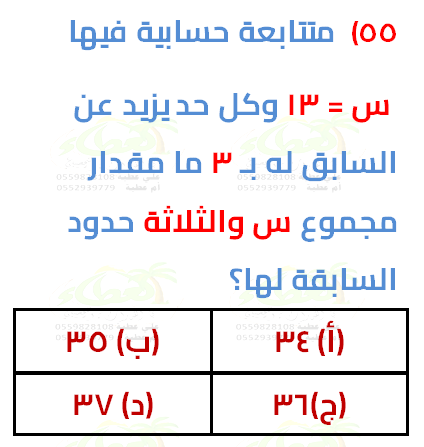 ٥٥) متتابعة حسابية فيها
س = ١٣ وكل حد يزيد عن
السابق له بـ ٣ ما مقدار
مجموع س والثلاثة حدود
السابقة لها؟
(أ) ٣٤
(ب) ٣٥
(ج) ٣٦
(د) ٣٧